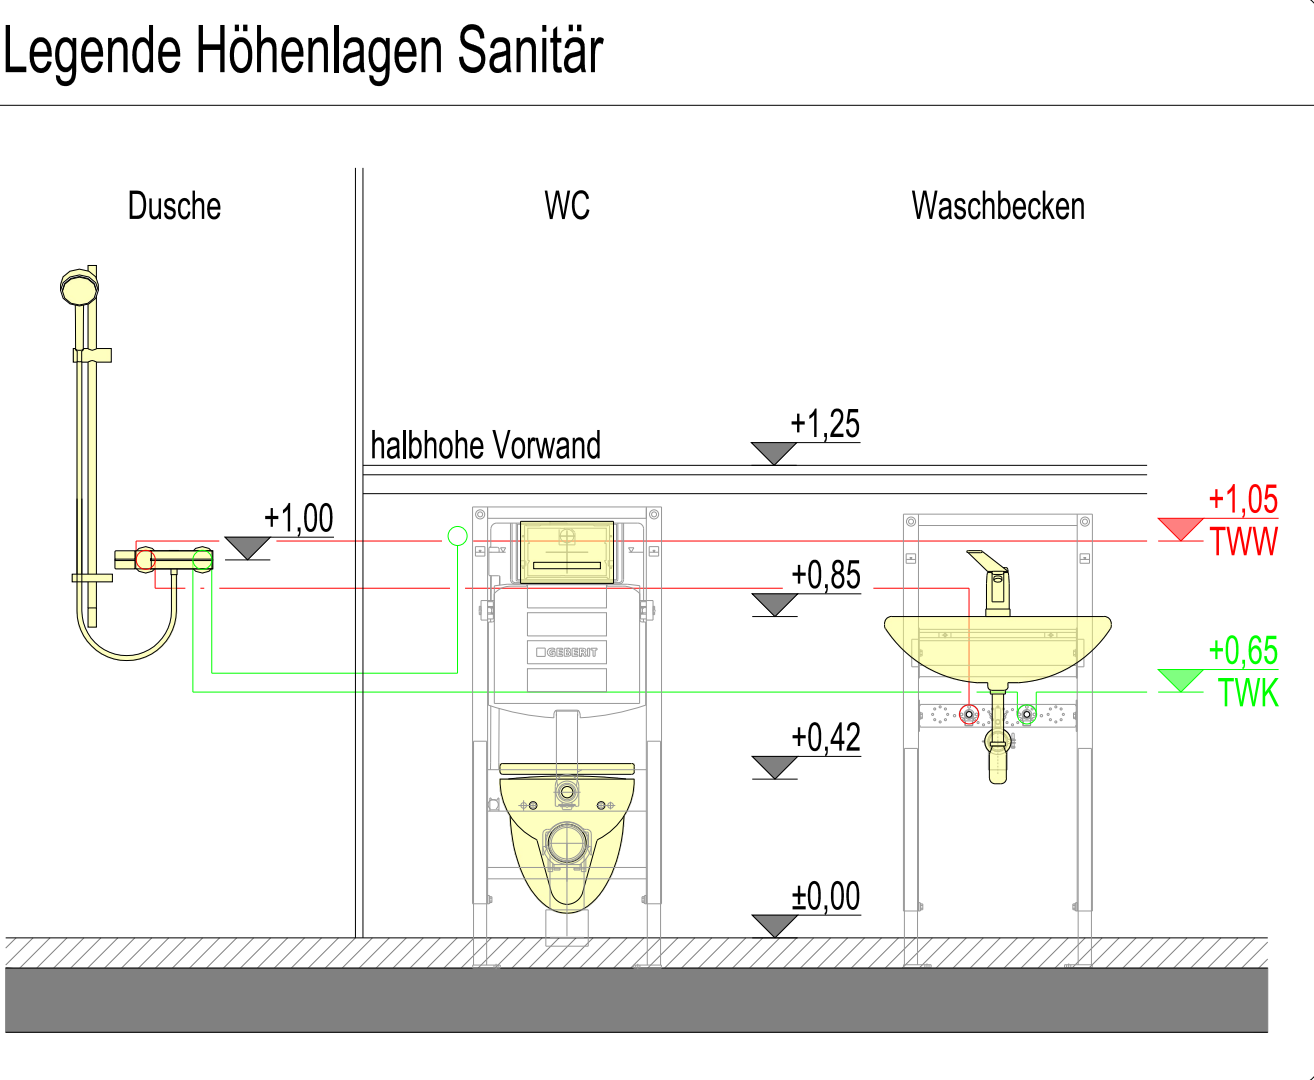 Legende Höhenlagen Sanitär
Dusche
WC
Waschbecken
halbhohe Vorwand
+1,25
+1,00
+1,05
TWW
+0,85
GEBERIT
+0,65
TWK
+0,42
±0,00